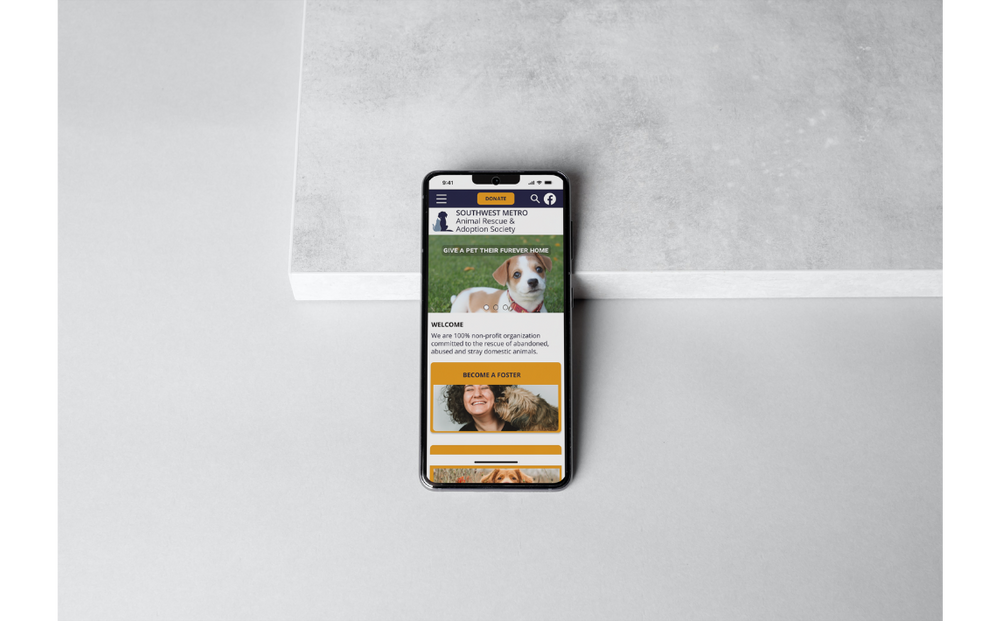 9:41
DONATE
SOUTHWEST METRO
Animal Rescue &
Adoption Society
GIVE A PET THEIR FUREVER HOME
WELCOME
We are 100% non-profit organization
committed to the rescue of abandoned,
abused and stray domestic animals.
BECOME A FOSTER